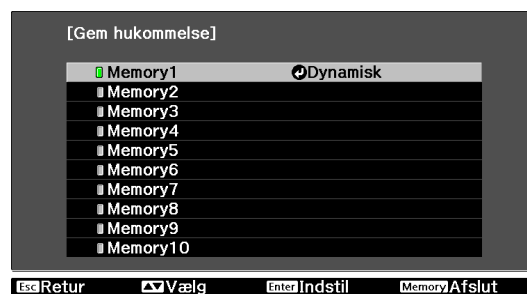 [Gem hukommelse]
Memory1 Dynamisk
Memory2
Memory3
Memory4
Memory5
Memory6
Memory7
Memory8
Memory9
Memory10
Esc Retur Vælg Enter Indstil Memory Afslut